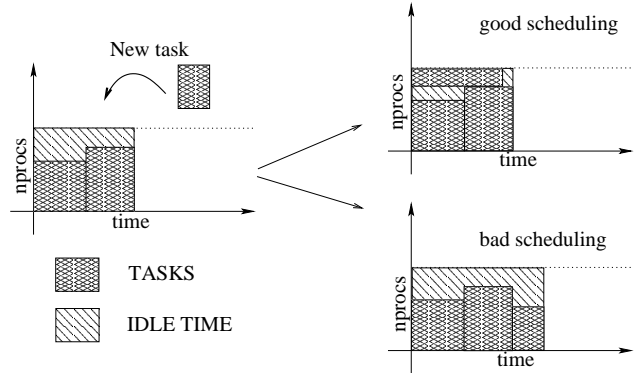 good scheduling
New task
nprocs
time
nprocs
time
bad scheduling
nprocs
time
TASKS
IDLE TIME